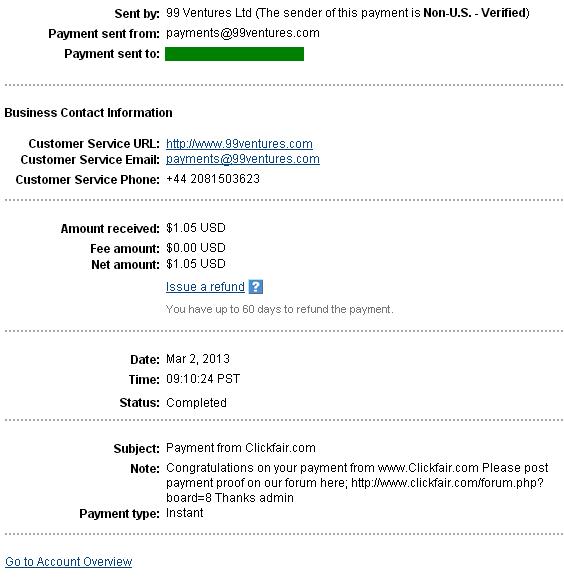 Sent by: 99 Ventures Ltd (The sender of this payment is Non-U.S. - Verified)
Payment sent from: payments@99ventures.com
Payment sent to:
Business Contact Information
Customer Service URL: http://www.99ventures.com
Customer Service Email: payments@99ventures.com
Customer Service Phone: +44 2081503623
Amount received: $1.05 USD
Fee amount: $0.00 USD
Net amount: $1.05 USD
Issue a refund ?
You have up to 60 days to refund the payment.
Date: Mar 2, 2013
Time: 09:10:24 PST
Status: Completed
Subject: Payment from Clickfair.com
Note: Congratulations on your payment from www.Clickfair.com Please post
payment proof on our forum here; http://www.clickfair.com/forum.php?
board=8 Thanks admin
Payment type: Instant
Go to Account Overview